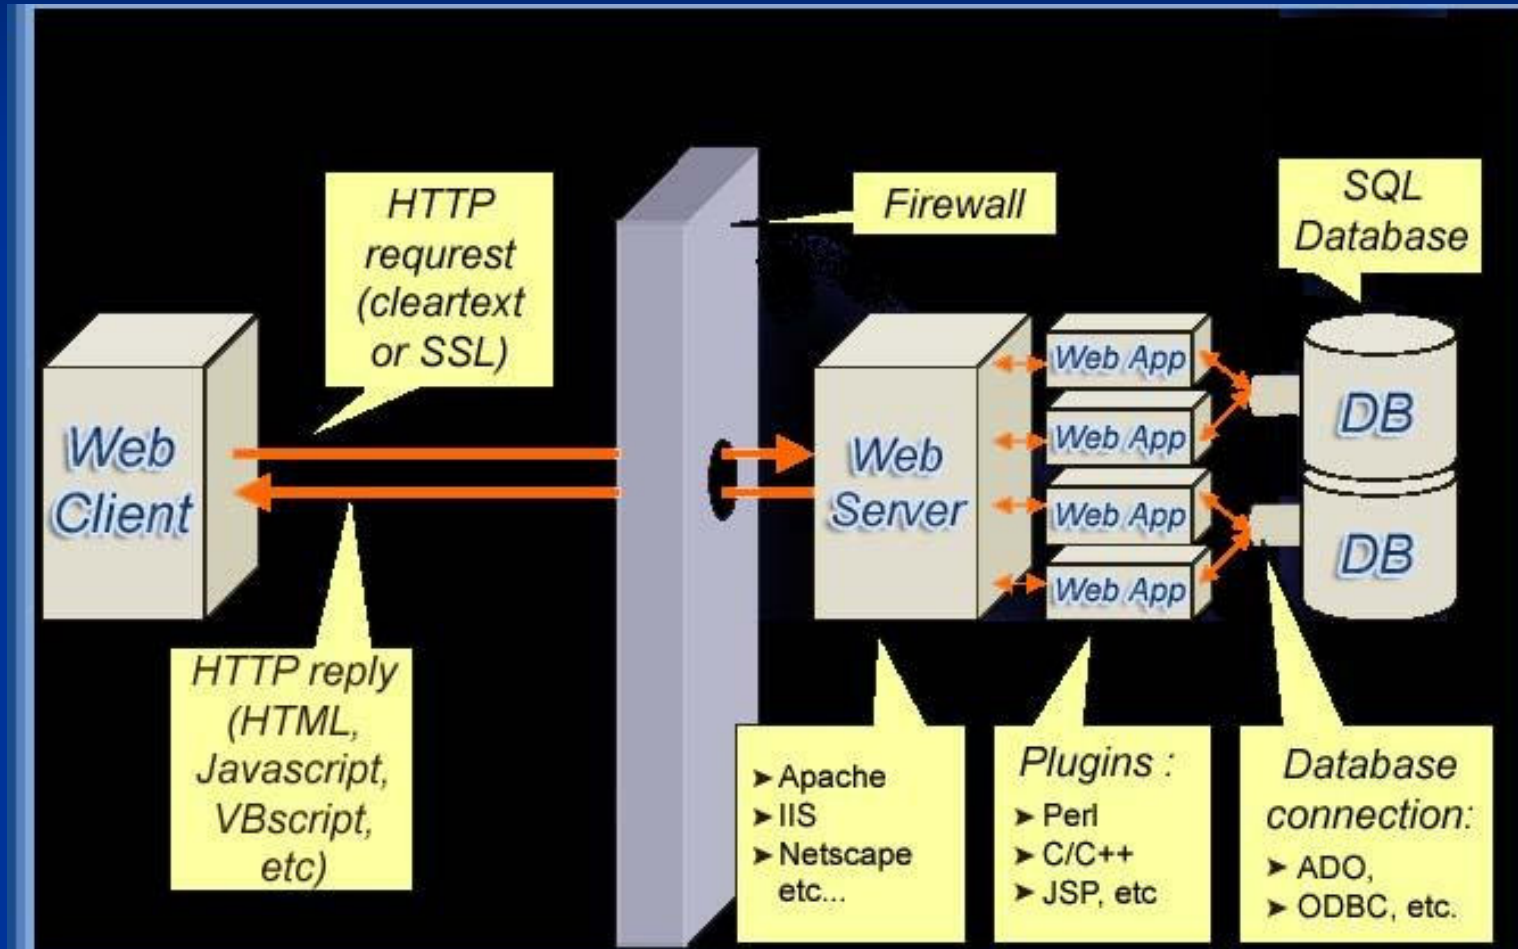 HTTP
requrest
(cleartext
or SSL)
Firewall
SQL
Database
Web
Client
Web
Server
Web App
Web App
Web App
Web App
DB
DB
HTTP reply
(HTML,
Javascript,
VBscript,
etc)
➤ Apache
➤ IIS
➤ Netscape
etc...
Plugins :
➤ Perl
➤ C/C++
➤ JSP, etc
Database
connection:
➤ ADO,
➤ ODBC, etc.